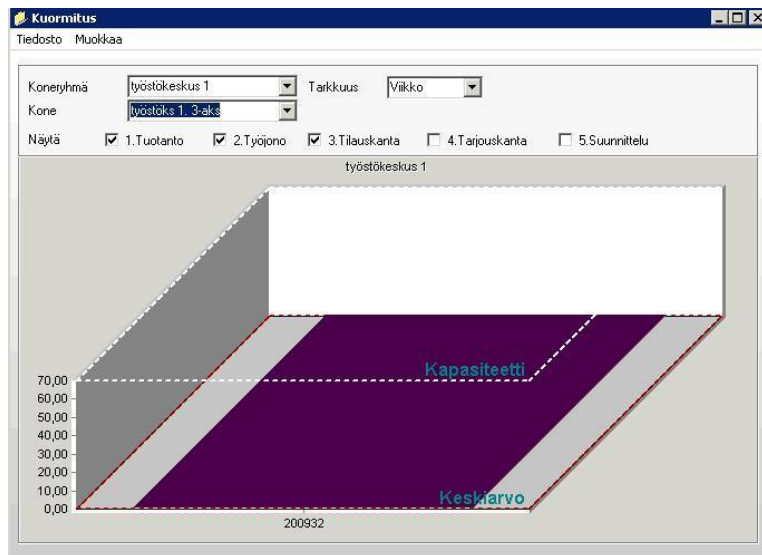 Kuormitus
Tiedosto Muokkaa
Koneryhmä työstökeskus 1 Tarkkuus Viikko
Kone työstöks 1. 3-aks
Näytä 1.Tuotanto 2.Työjono 3.Tilauskanta 4.Tarjouskanta 5.Suunnittelu
työstökeskus 1
Kapasiteetti
70,00
60,00
50,00
40,00
30,00
20,00
10,00
Keskiarvo
0,00
200932